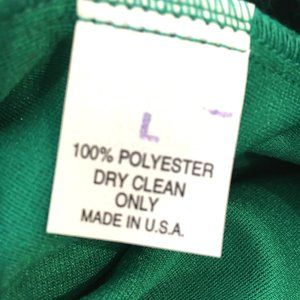 L
100% POLYESTER
DRY CLEAN
ONLY
MADE IN U.S.A.